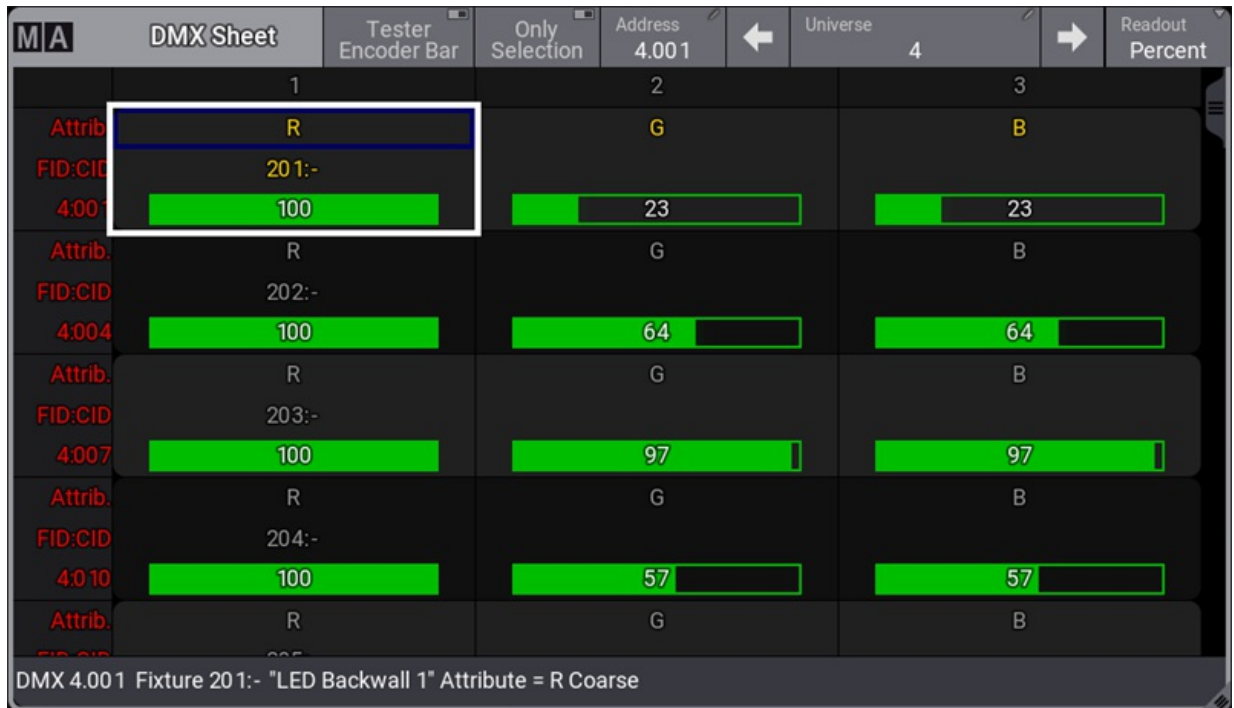 MA DMX Sheet Tester Encoder Bar Only Selection Address 4.001 Universe 4 Readout Percent
1 2 3
Attrib R G B
FID:CID 201:-
4:001 100 23 23
Attrib. R G B
FID:CID 202:-
4:004 100 64 64
Attrib. R G B
FID:CID 203:-
4:007 100 97 97
Attrib. R G B
FID:CID 204:-
4:010 100 57 57
Attrib. R G B
DMX 4.001 Fixture 201:- "LED Backwall 1" Attribute = R Coarse